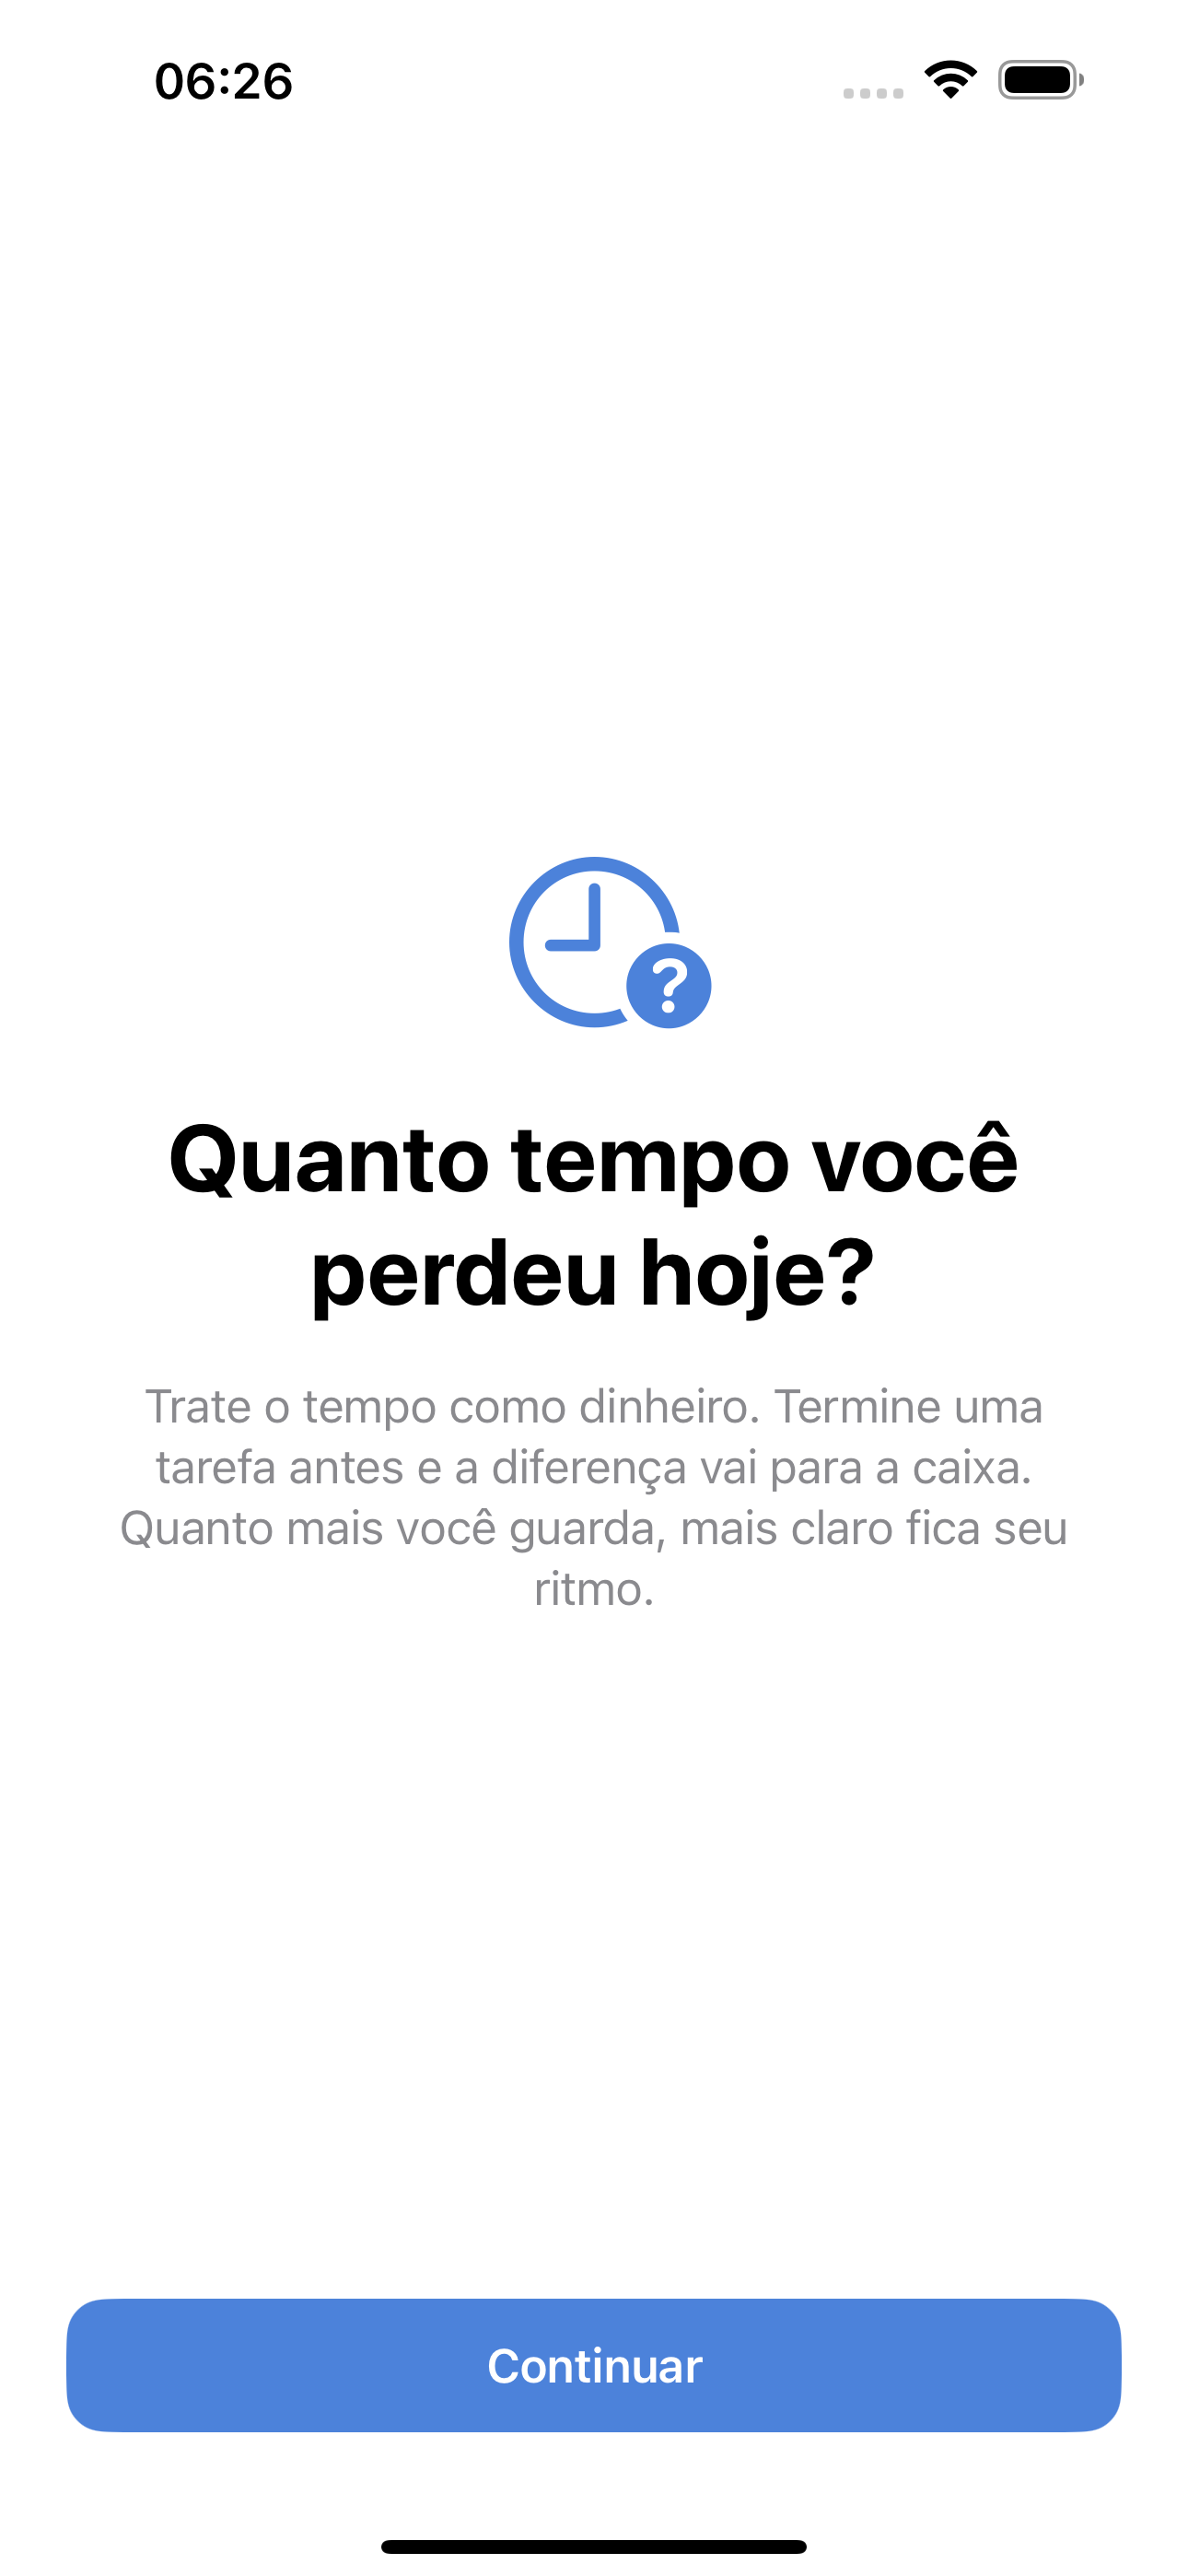 06:26
?
Quanto tempo você
perdeu hoje?
Trate o tempo como dinheiro. Termine uma
tarefa antes e a diferença vai para a caixa.
Quanto mais você guarda, mais claro fica seu
ritmo.
Continuar